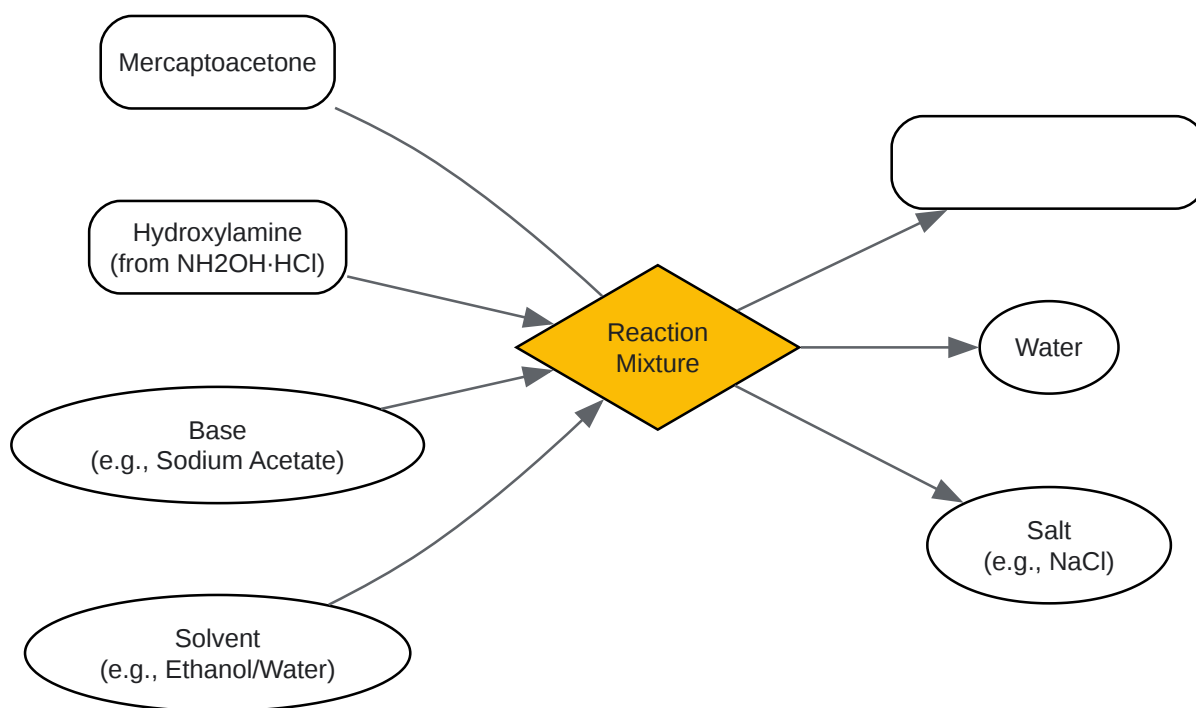 Mercaptoacetone
Hydroxylamine
(from NH2OH·HCl)
Reaction
Mixture
Water
Base
(e.g., Sodium Acetate)
Salt
(e.g., NaCl)
Solvent
(e.g., Ethanol/Water)